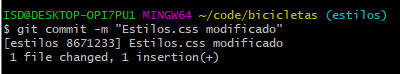 ISD@DESKTOP-OPI7PU1 MINGW64 ~/code/bicicletas (estilos)
$ git commit -m "Estilos.css modificado"
[estilos 8671233] Estilos.css modificado
1 file changed, 1 insertion(+)